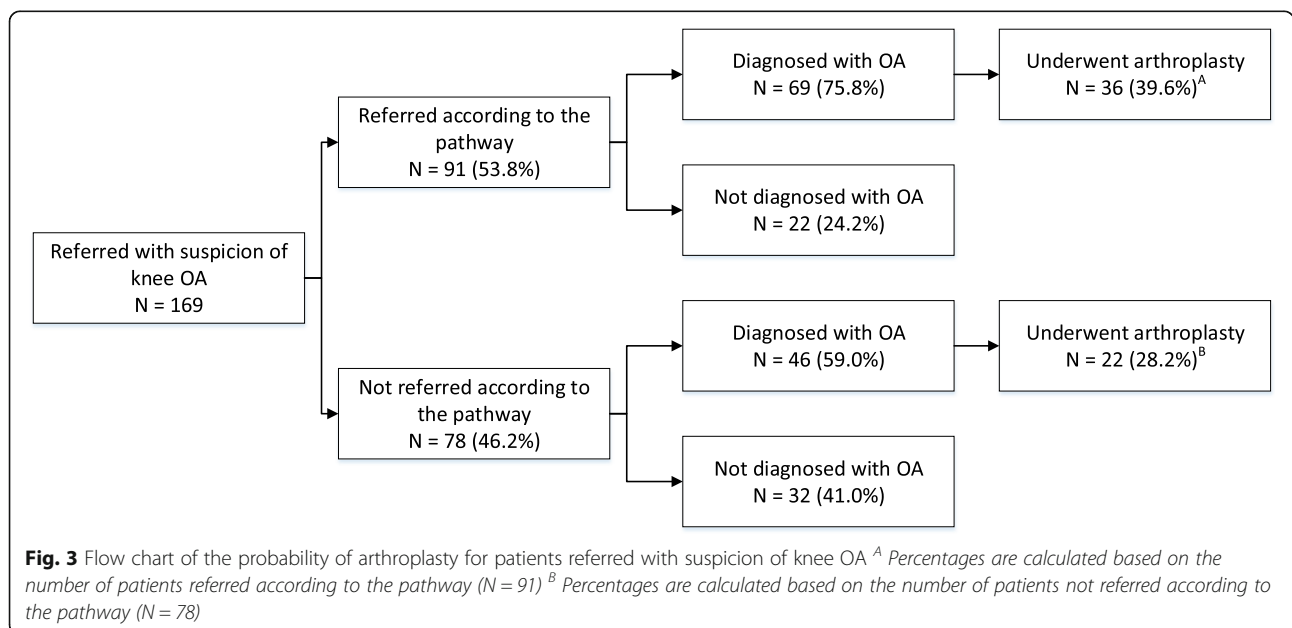 Referred with suspicion of
knee OA
N = 169
Referred according to the
pathway
N = 91 (53.8%)
Diagnosed with OA
N = 69 (75.8%)
Underwent arthroplasty
N = 36 (39.6%)A
Not diagnosed with OA
N = 22 (24.2%)
Not referred according to
the pathway
N = 78 (46.2%)
Diagnosed with OA
N = 46 (59.0%)
Underwent arthroplasty
N = 22 (28.2%)B
Not diagnosed with OA
N = 32 (41.0%)
Fig. 3 Flow chart of the probability of arthroplasty for patients referred with suspicion of knee OA A Percentages are calculated based on the
number of patients referred according to the pathway (N = 91) B Percentages are calculated based on the number of patients not referred according to
the pathway (N = 78)